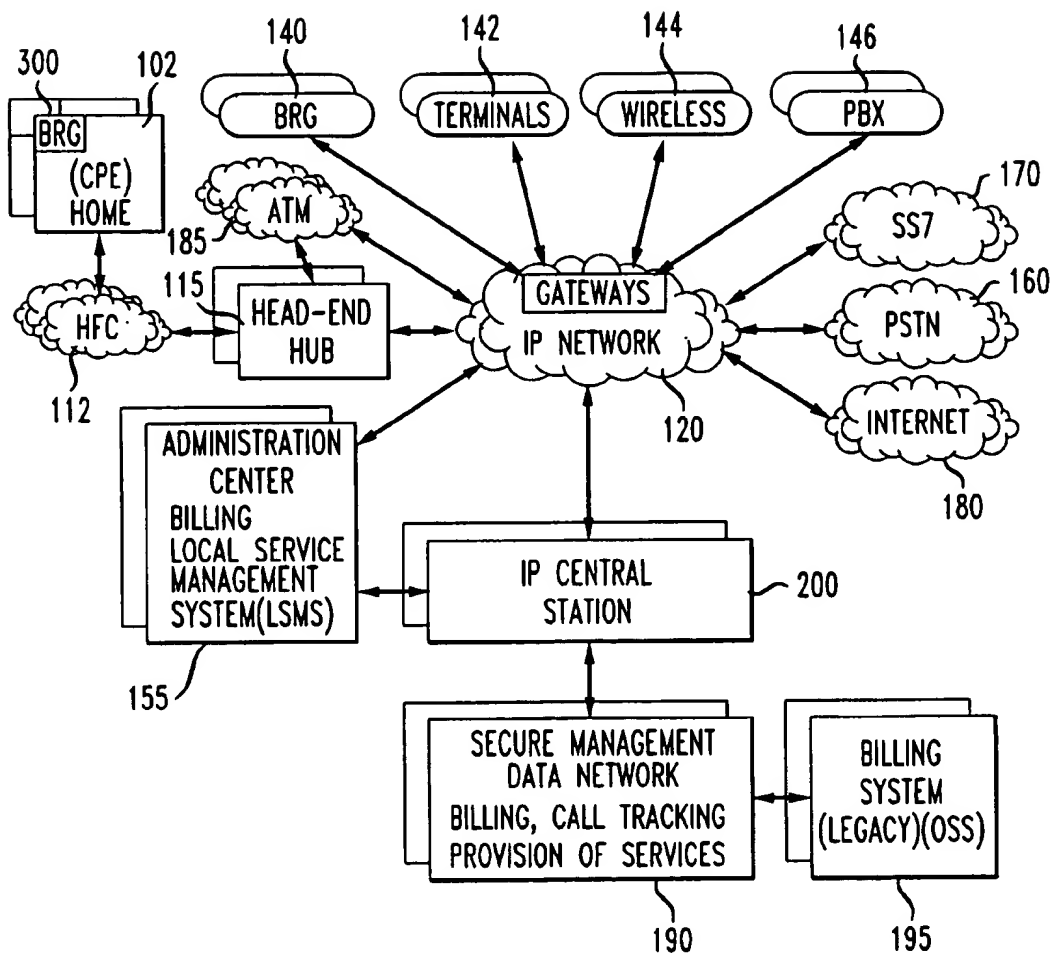 140
142
144
146
300
102
BRG
TERMINALS
WIRELESS
PBX
BRG
(CPE)
HOME
ATM
185
170
SS7
115
HEAD-END
HUB
GATEWAYS
IP NETWORK
160
PSTN
HFC
112
120
INTERNET
180
ADMINISTRATION
CENTER
BILLING
LOCAL SERVICE
MANAGEMENT
SYSTEM(LSMS)
155
IP CENTRAL
STATION
200
SECURE MANAGEMENT
DATA NETWORK
BILLING, CALL TRACKING
PROVISION OF SERVICES
190
BILLING
SYSTEM
(LEGACY)(OSS)
195